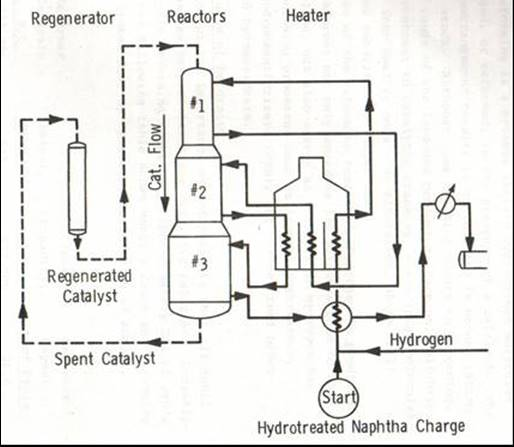 Regenerator
Reactors
Heater
#1
Cat. Flow
#2
#3
Regenerated
Catalyst
Spent Catalyst
Hydrogen
Start
Hydrotreated Naphtha Charge